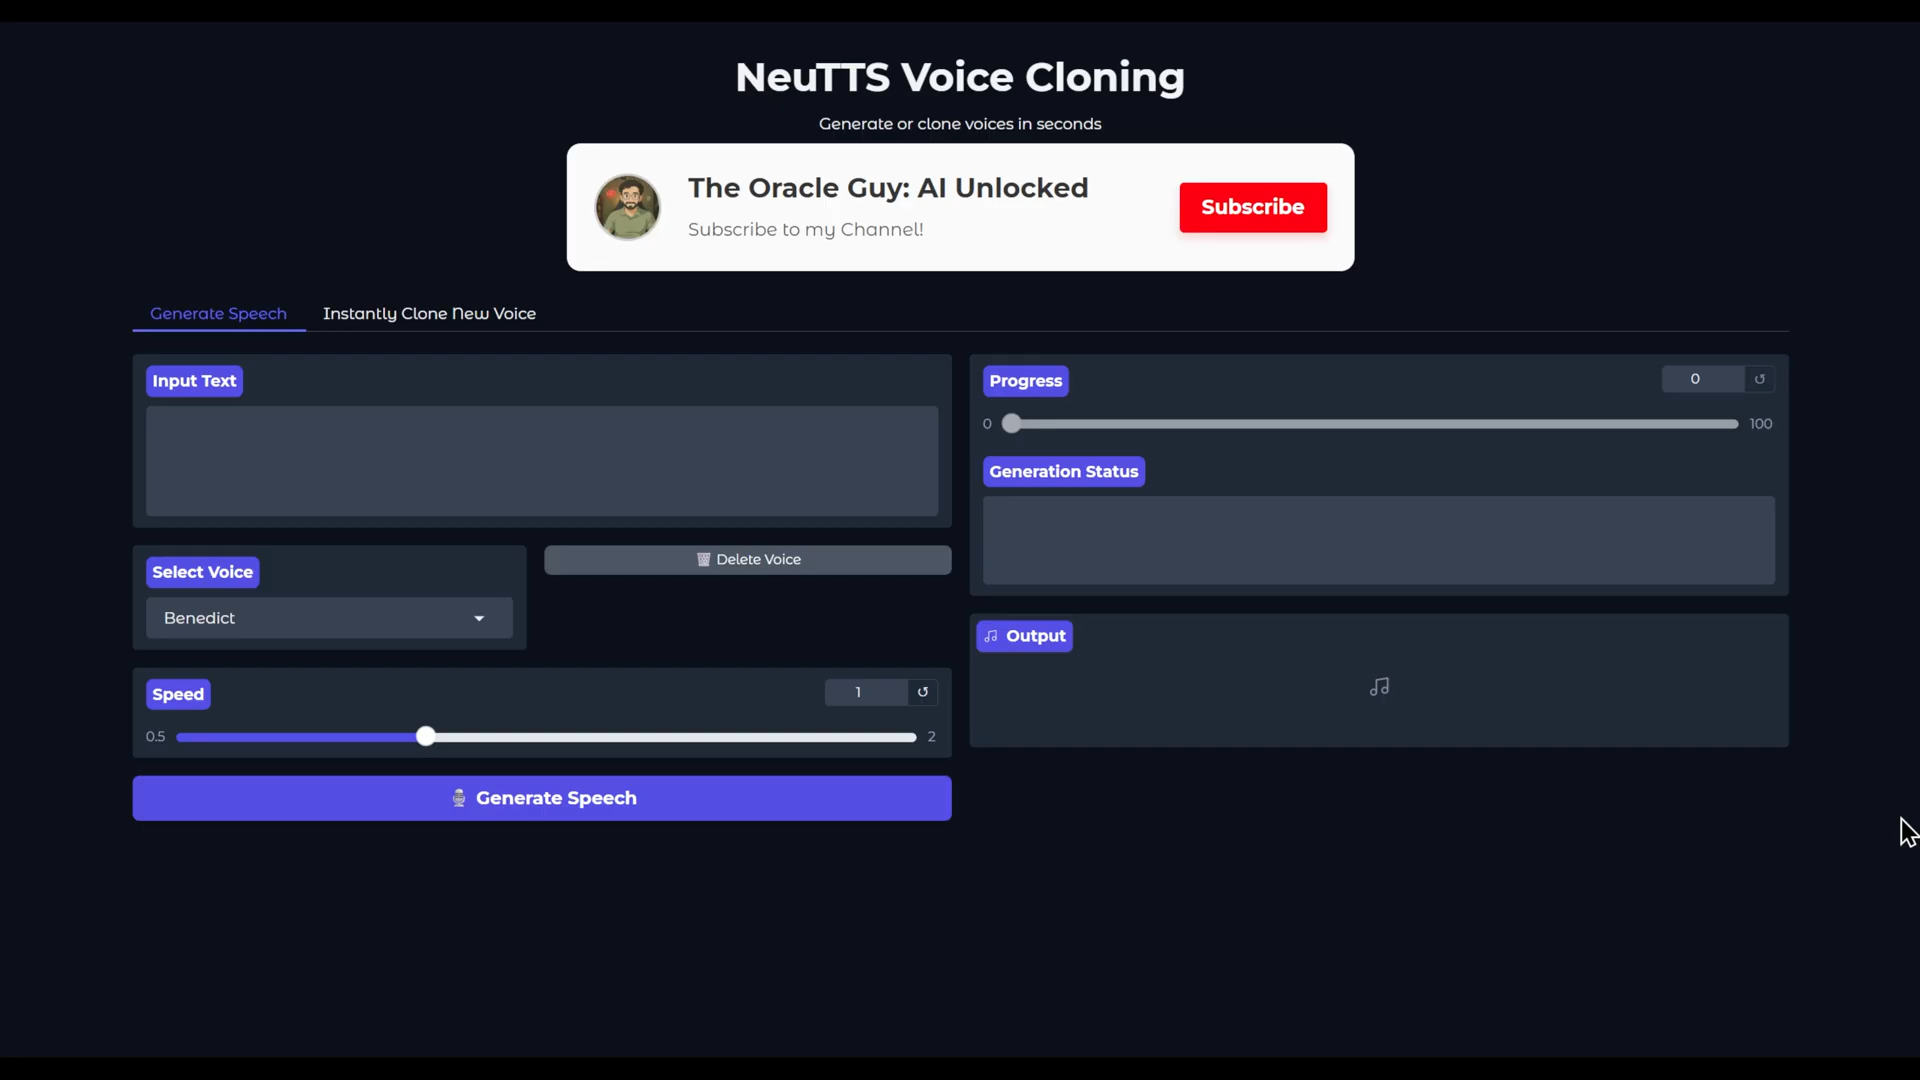 NeuTTS Voice Cloning
Generate or clone voices in seconds
The Oracle Guy: AI Unlocked
Subscribe to my Channel!
Subscribe
Generate Speech
Instantly Clone New Voice
Input Text
Select Voice
Benedict
Delete Voice
Speed
1
0.5
2
Generate Speech
Progress
0
0
100
Generation Status
Output